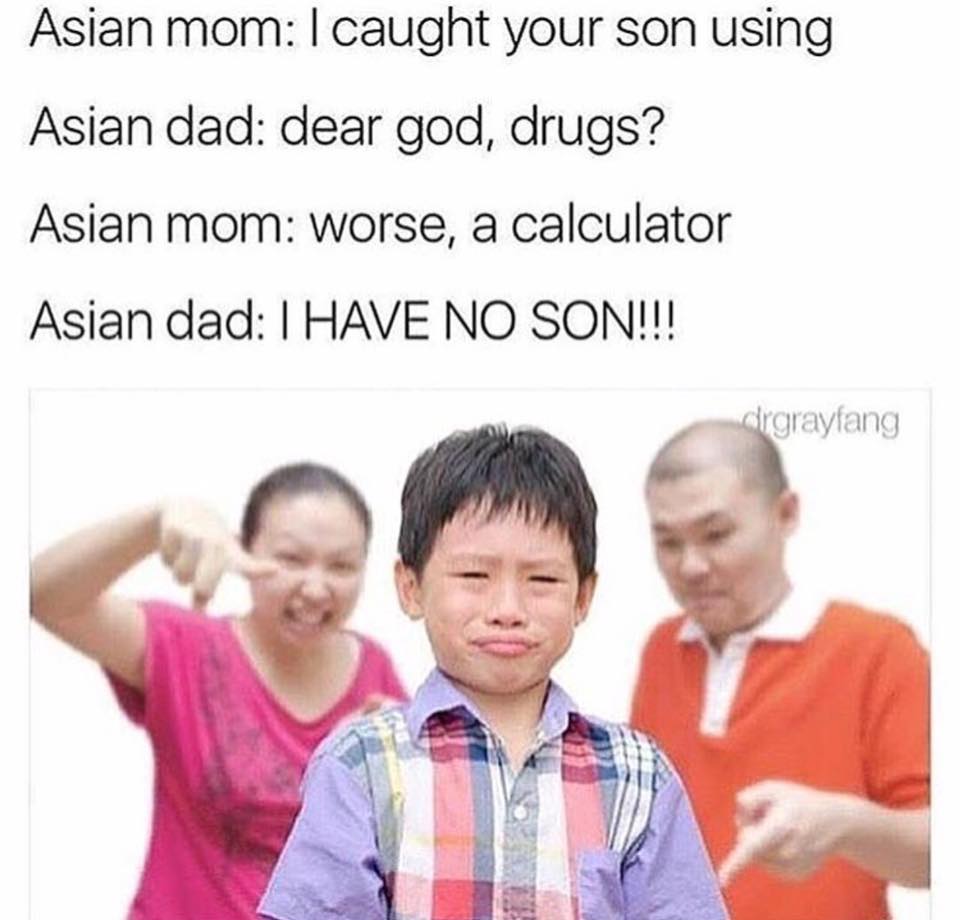 Asian mom: I caught your son using
Asian dad: dear god, drugs?
Asian mom: worse, a calculator
Asian dad: I HAVE NO SON!!!
drgrayfang